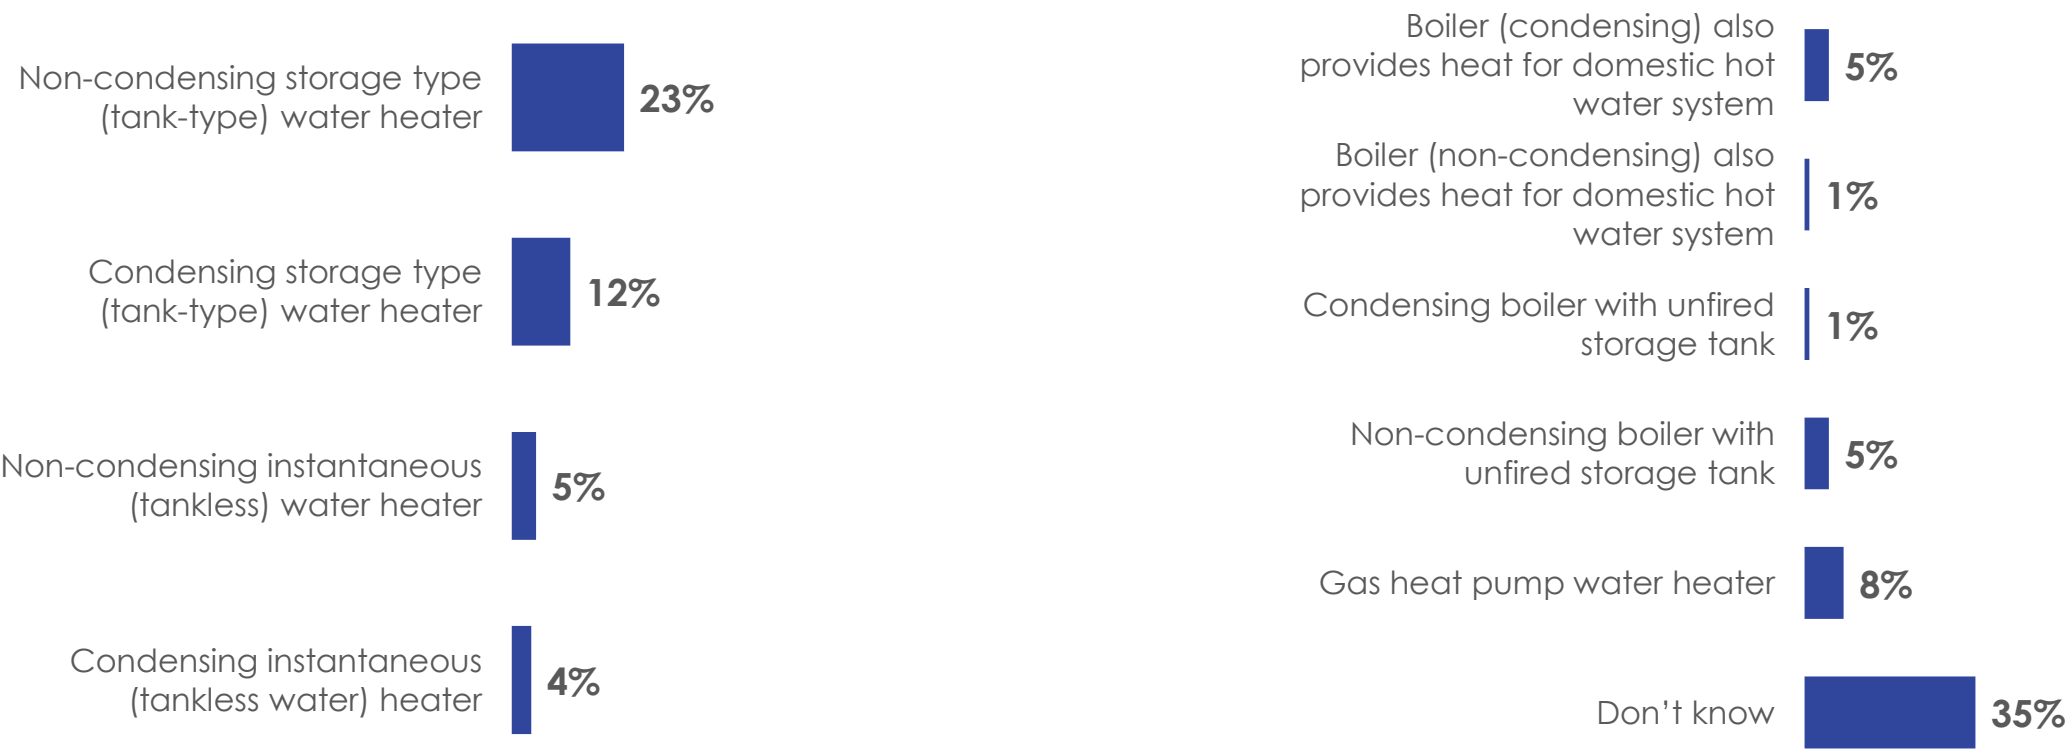 Non-condensing storage type
(tank-type) water heater
23%
Condensing storage type
(tank-type) water heater
12%
Non-condensing instantaneous
(tankless) water heater
5%
Condensing instantaneous
(tankless water) heater
4%
Boiler (condensing) also
provides heat for domestic hot
water system
5%
Boiler (non-condensing) also
provides heat for domestic hot
water system
1%
Condensing boiler with unfired
storage tank
1%
Non-condensing boiler with
unfired storage tank
5%
Gas heat pump water heater
8%
Don’t know
35%